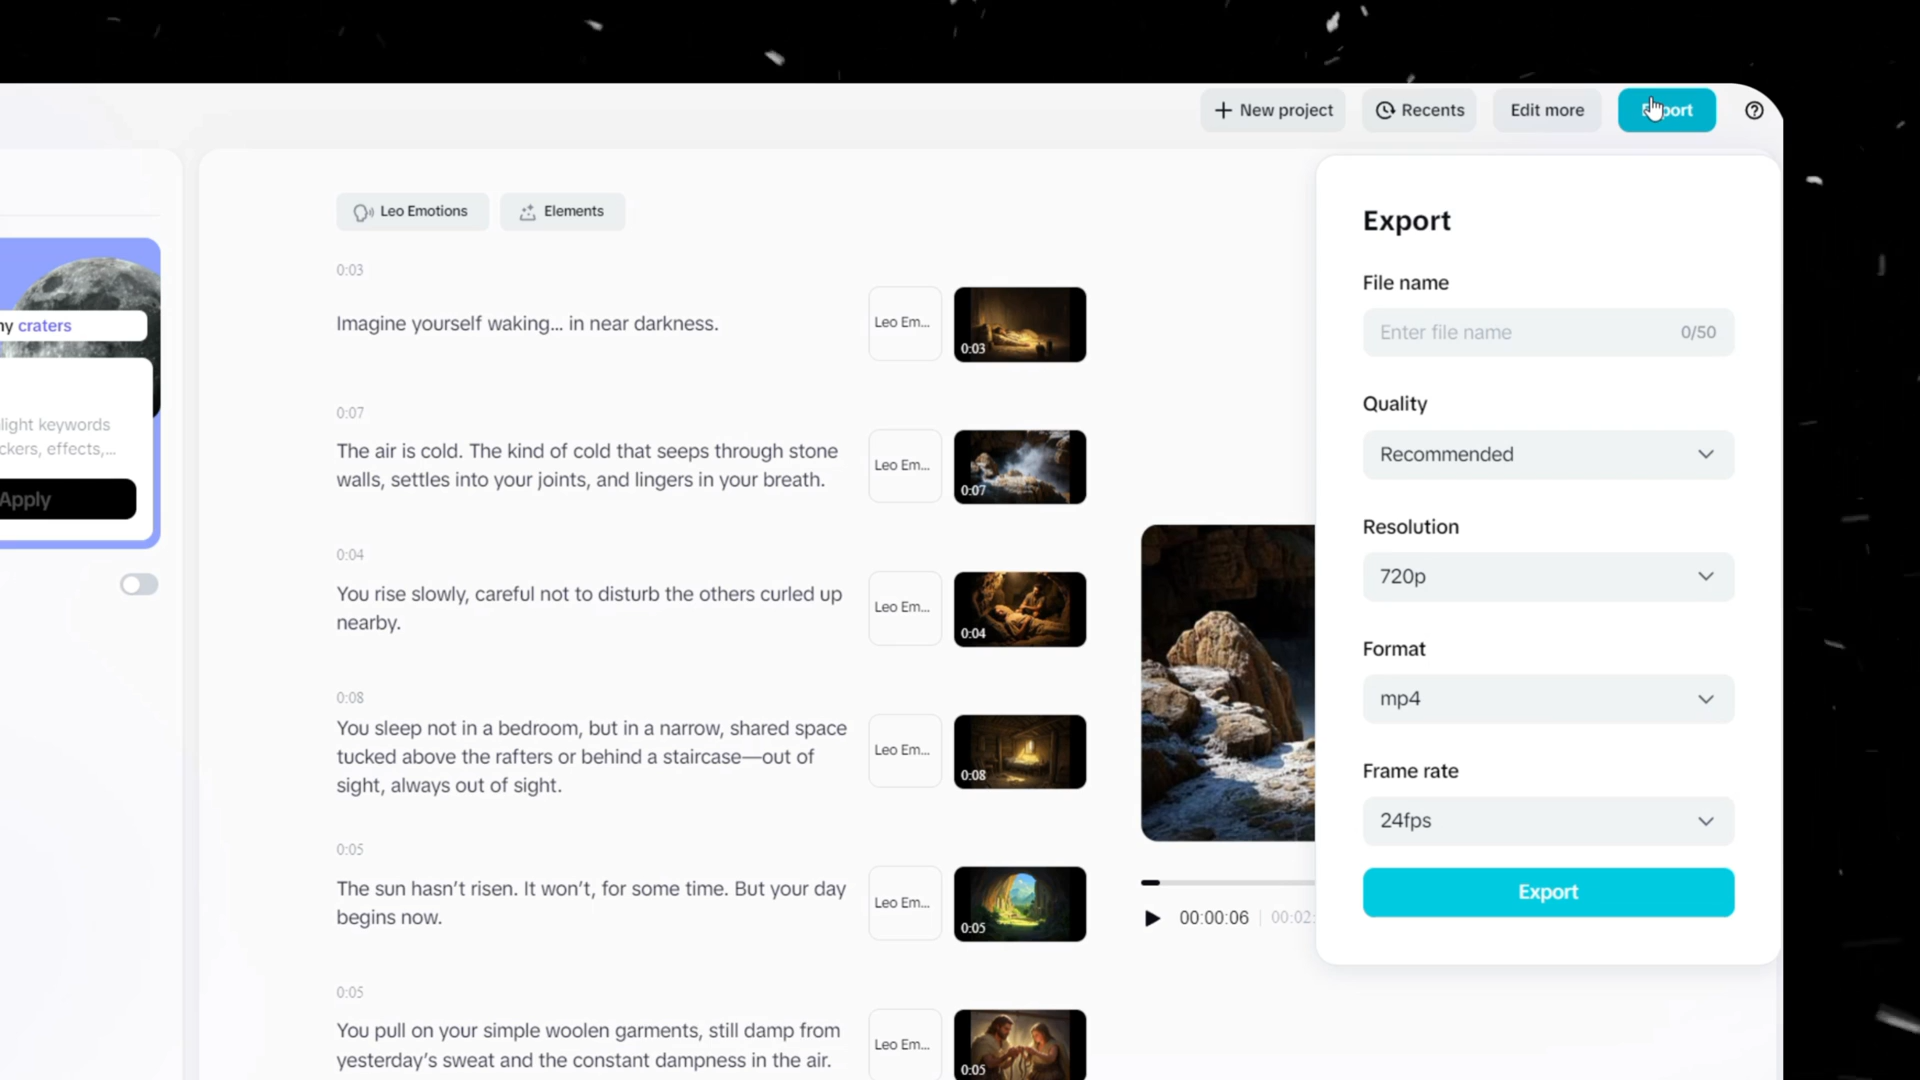 New project
Recents
Edit more
Export
File name
Enter file name
0/50
Quality
Recommended
Resolution
720p
Format
mp4
Frame rate
24fps
Export
craters
light keywords
effects,...
Apply
Leo Emotions
Elements
0:03
Imagine yourself waking... in near darkness.
Leo Em...
0:03
0:07
The air is cold. The kind of cold that seeps through stone
walls, settles into your joints, and lingers in your breath.
Leo Em...
0:07
0:04
You rise slowly, careful not to disturb the others curled up
nearby.
Leo Em...
0:04
0:08
You sleep not in a bedroom, but in a narrow, shared space
tucked above the rafters or behind a staircase—out of
sight, always out of sight.
Leo Em...
0:08
0:05
The sun hasn't risen. It won't, for some time. But your day
begins now.
Leo Em...
0:05
0:05
You pull on your simple woolen garments, still damp from
yesterday's sweat and the constant dampness in the air.
Leo Em...
0:05
00:00:06
00:02: